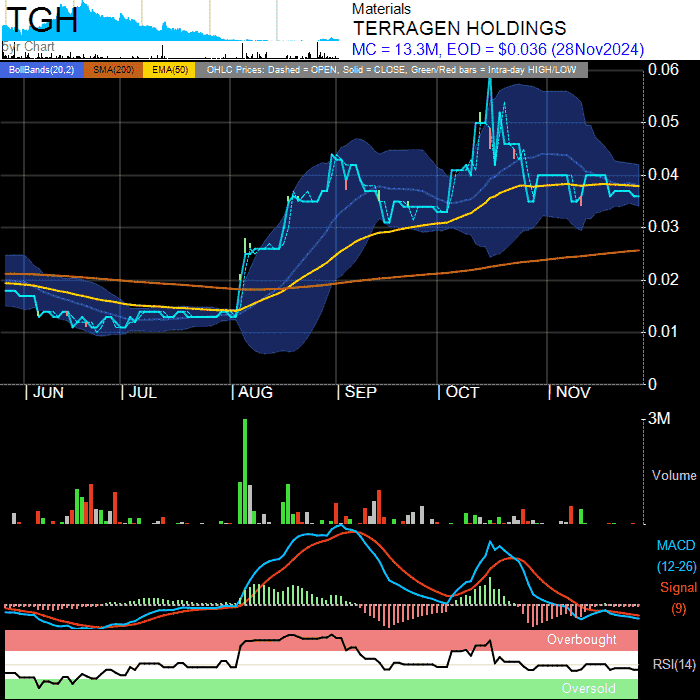 TGH
Materials
TERRAGEN HOLDINGS
MC = 13.3M, EOD = $0.036 (28Nov2024)
Chart
BollBands(20,2) SMA(200) EMA(50) OHLC Prices: Dashed = OPEN, Solid = CLOSE, Green/Red bars = Intra-day HIGH/LOW
0.06
0.05
0.04
0.03
0.02
0.01
0
JUN JUL AUG SEP OCT NOV
3M
Volume
MACD
(12-26)
Signal
(9)
Overbought
RSI(14)
Oversold